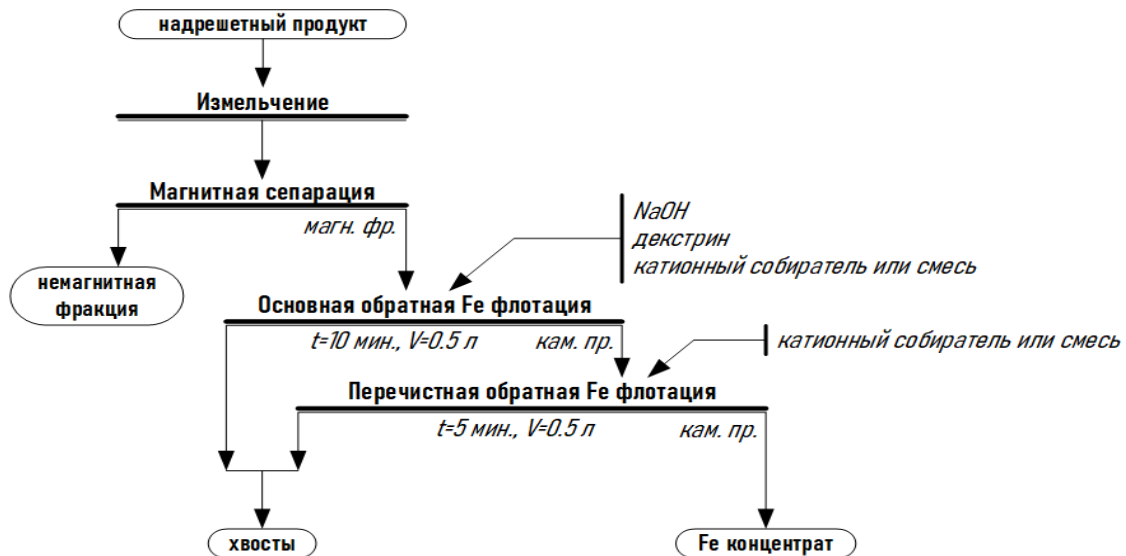 надрешетный продукт
Измельчение
Магнитная сепарация
магн. фр.
немагнитная
фракция
NaOH
декстрин
катионный собиратель или смесь
Основная обратная Fe флотация
t=10 мин., V=0.5 л
кам. пр.
катионный собиратель или смесь
Перечистная обратная Fe флотация
t=5 мин., V=0.5 л
кам. пр.
хвосты
Fe концентрат